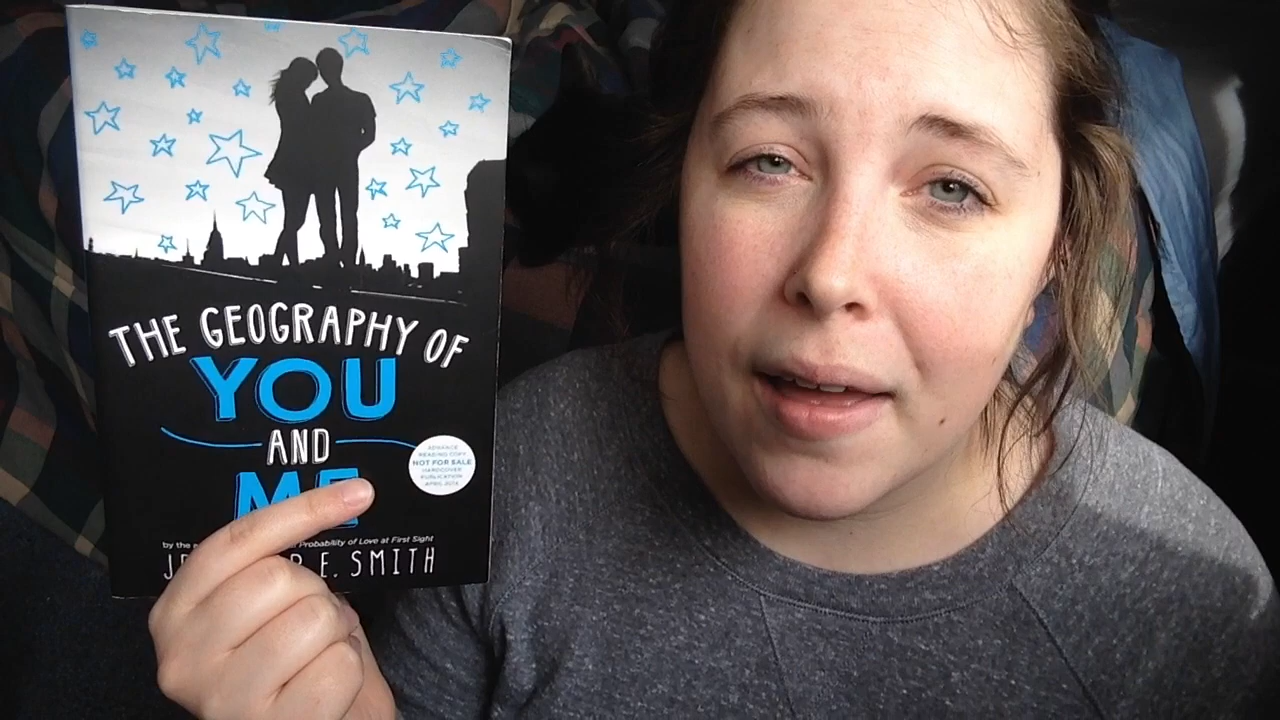 THE GEOGRAPHY OF
YOU
AND
ME
ADVANCE
READING COPY
NOT FOR SALE
HARDCOVER
PUBLICATION
APRIL 2014
by the Probability of Love at First Sight
E. SMITH